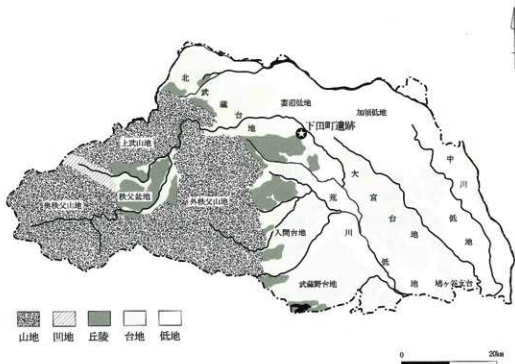 北武蔵台地
妻沼低地
加須低地
下田町遺跡
上武山地
秩父盆地
奥秩父山地
外秩父山地
大宮台地
中川低地
荒川低地
入間台地
武蔵野台地
鳩ヶ谷支台
山地
凹地
丘陵
台地
低地
0 20km